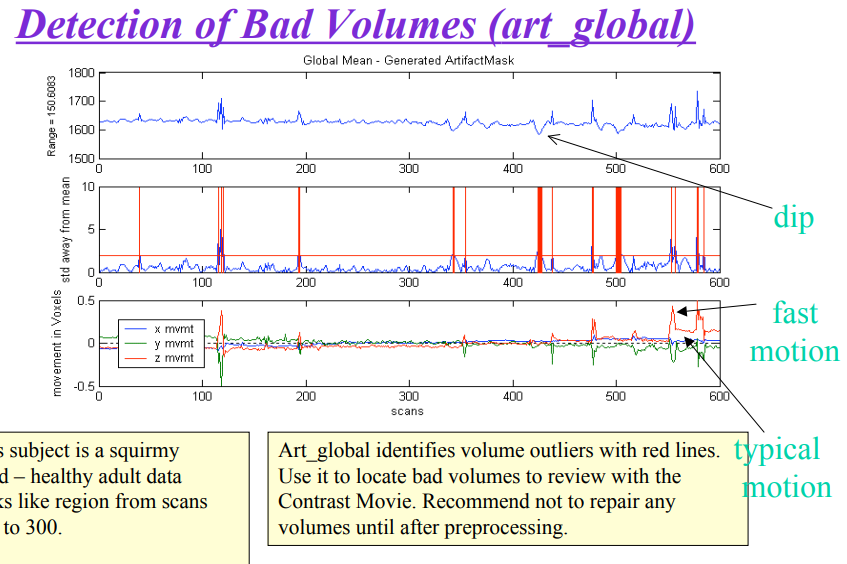 Detection of Bad Volumes (art_global)
Global Mean - Generated ArtifactMask
Range = 150.6083
1800
1700
1600
1500
0 100 200 300 400 500 600
dip
std away from mean
10
5
0
0 100 200 300 400 500 600
movement in Voxels
0.5
0
-0.5
x mvmt
y mvmt
z mvmt
0 100 200 300 400 500 600
scans
fast
motion
typical
motion
s subject is a squirmy
d – healthy adult data
ks like region from scans
to 300.
Art_global identifies volume outliers with red lines.
Use it to locate bad volumes to review with the
Contrast Movie. Recommend not to repair any
volumes until after preprocessing.